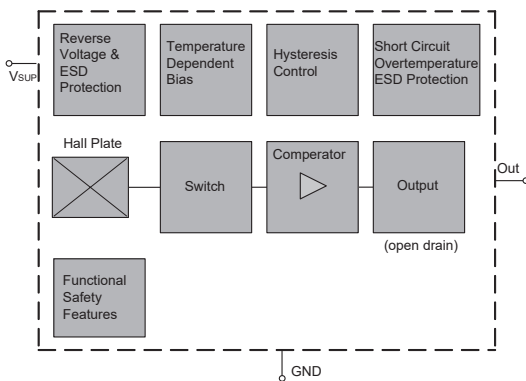 Reverse
Voltage &
ESD
Protection
Temperature
Dependent
Bias
Hysteresis
Control
Short Circuit
Overtemperature
ESD Protection
VSUP
Hall Plate
Switch
Comperator
Output
Out
(open drain)
Functional
Safety
Features
GND